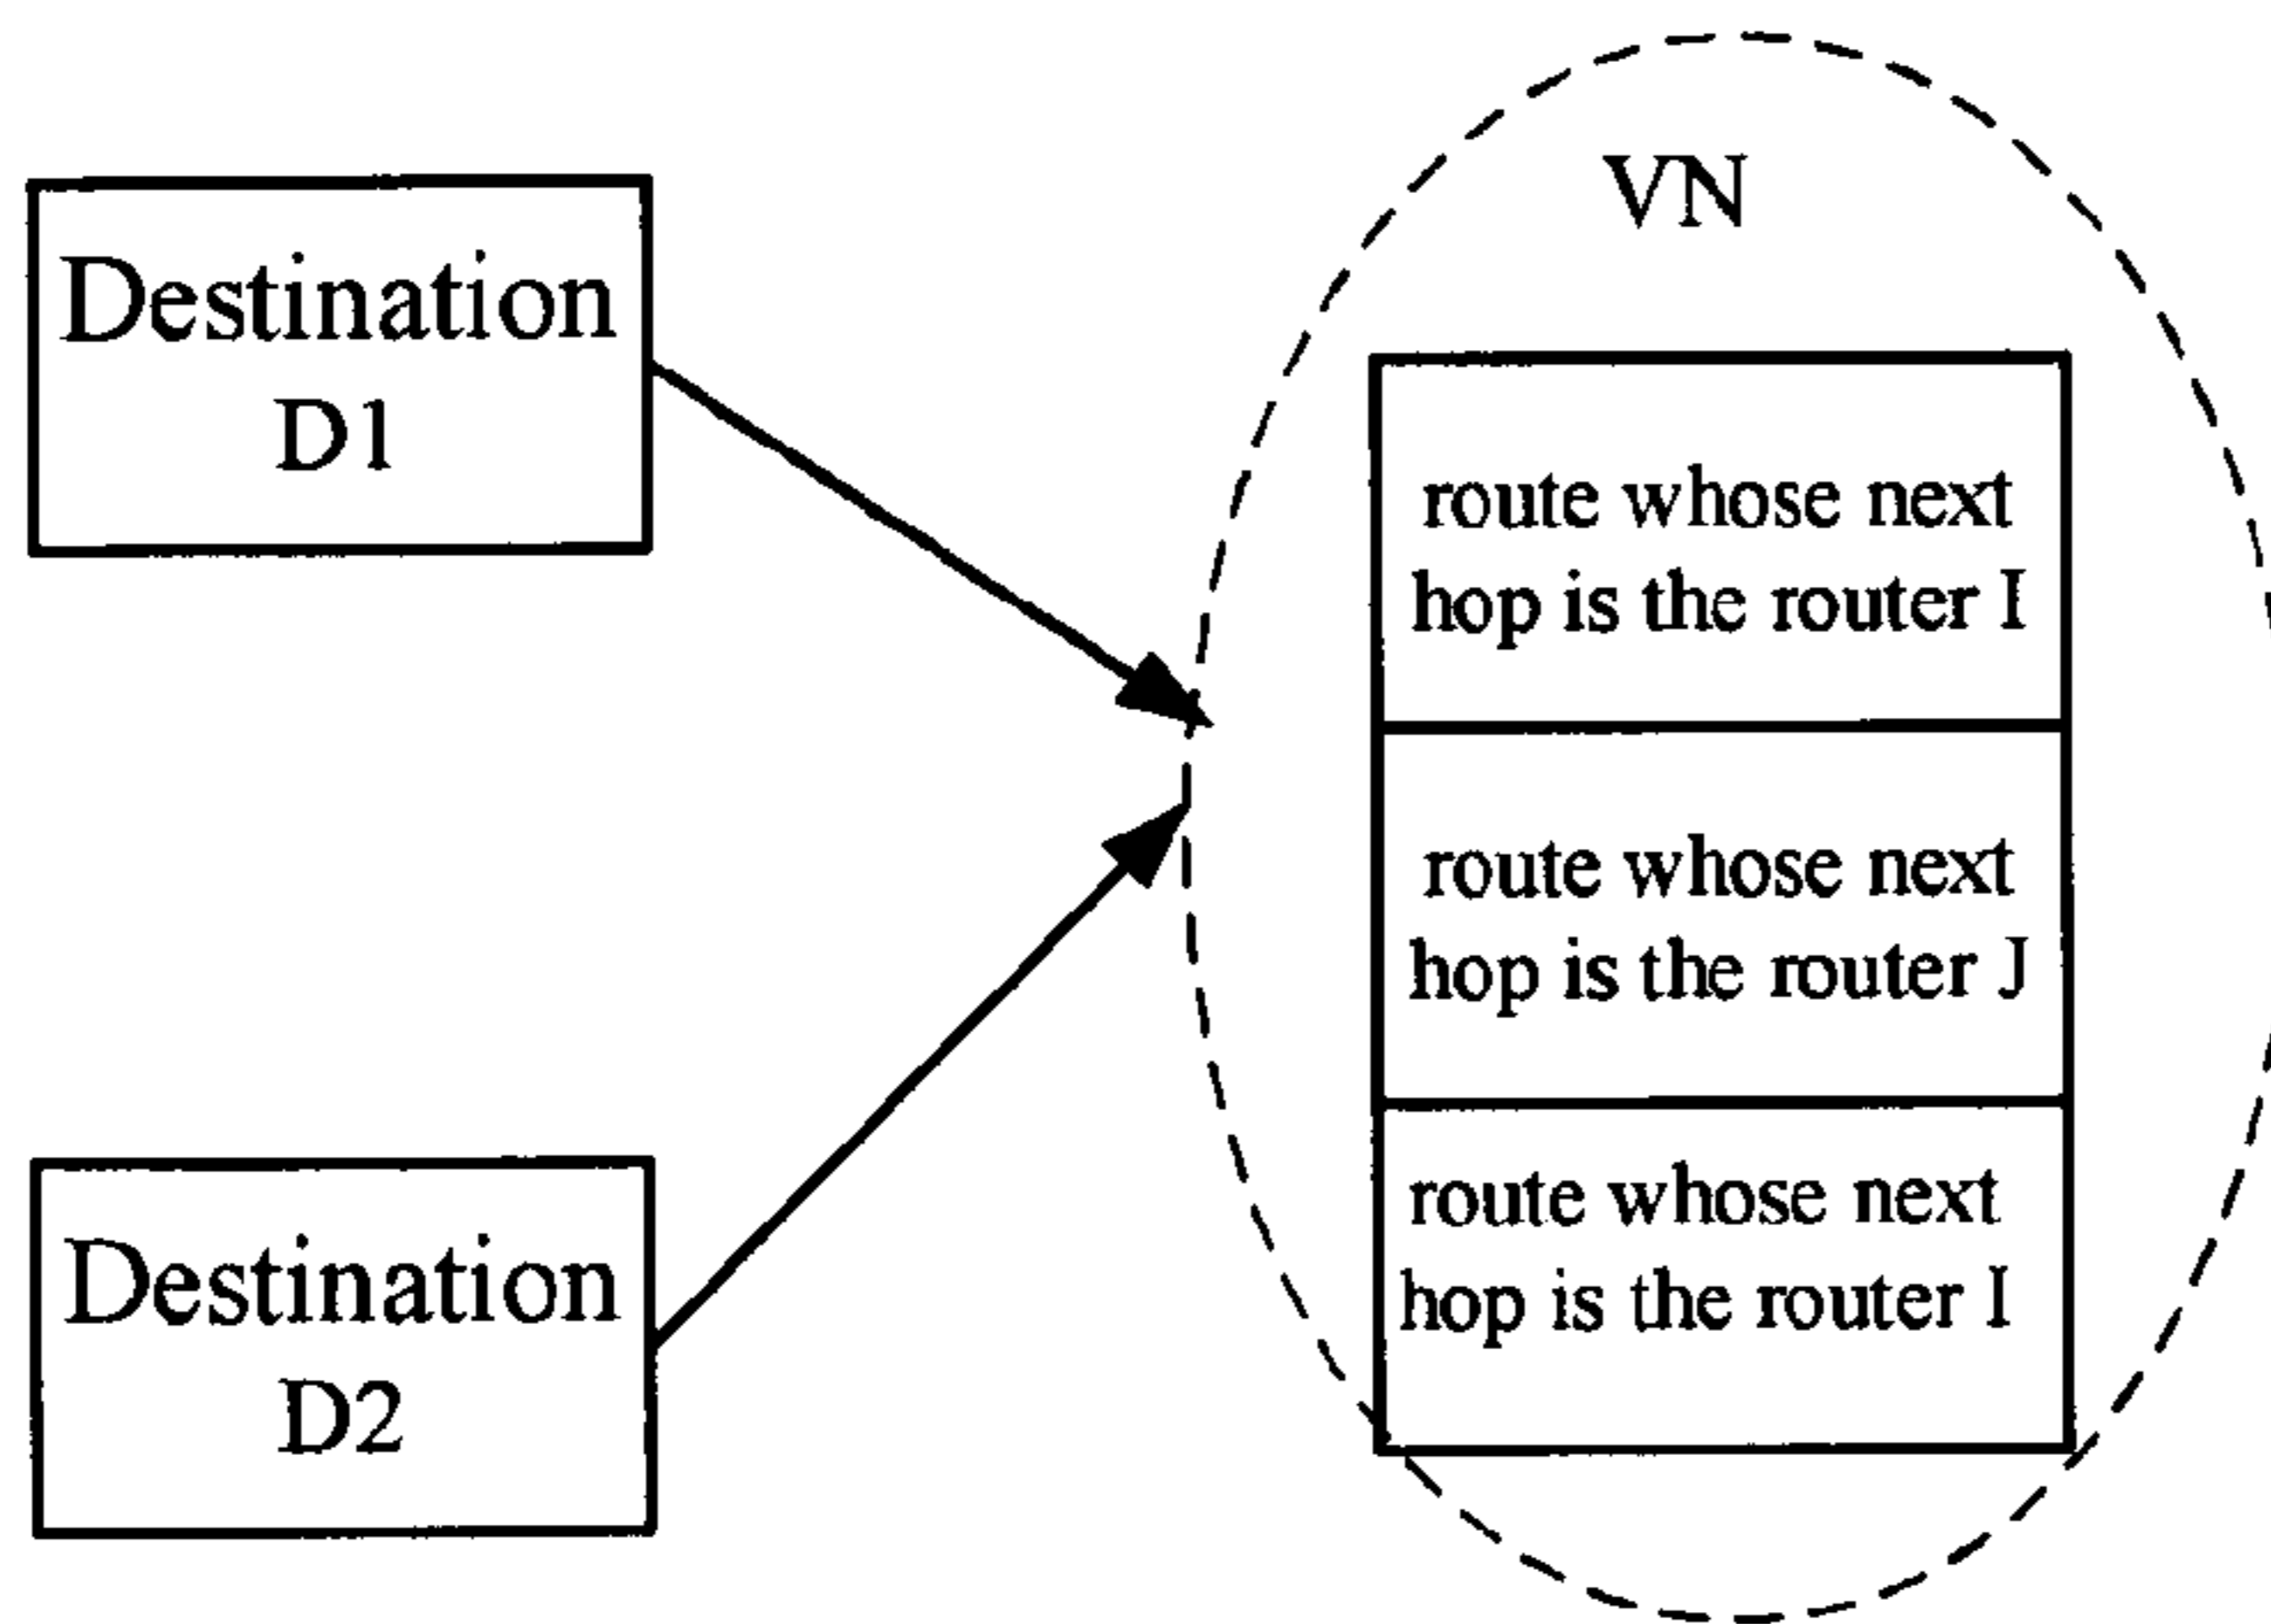 Destination
D1
VN
route whose next
hop is the router I
route whose next
hop is the router J
route whose next
hop is the router I
Destination
D2